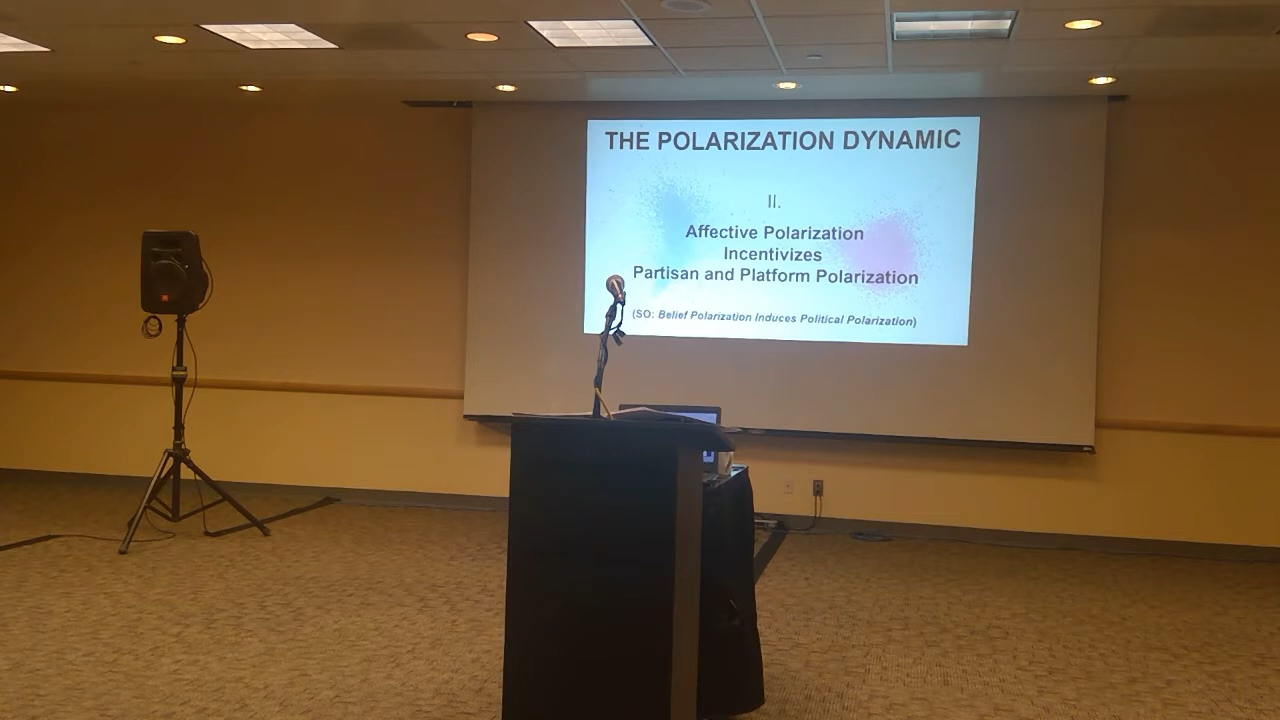 THE POLARIZATION DYNAMIC
II.
Affective Polarization
Incentivizes
Partisan and Platform Polarization
(SO: Belief Polarization Induces Political Polarization)